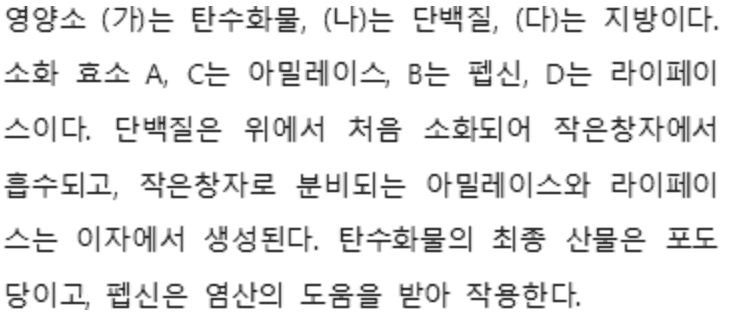 영양소 (가)는 탄수화물, (나)는 단백질, (다)는 지방이다.
소화 효소 A, C는 아밀레이스, B는 펩신, D는 라이페이
스이다. 단백질은 위에서 처음 소화되어 작은창자에서
흡수되고, 작은창자로 분비되는 아밀레이스와 라이페이
스는 이자에서 생성된다. 탄수화물의 최종 산물은 포도
당이고, 펩신은 염산의 도움을 받아 작용한다.